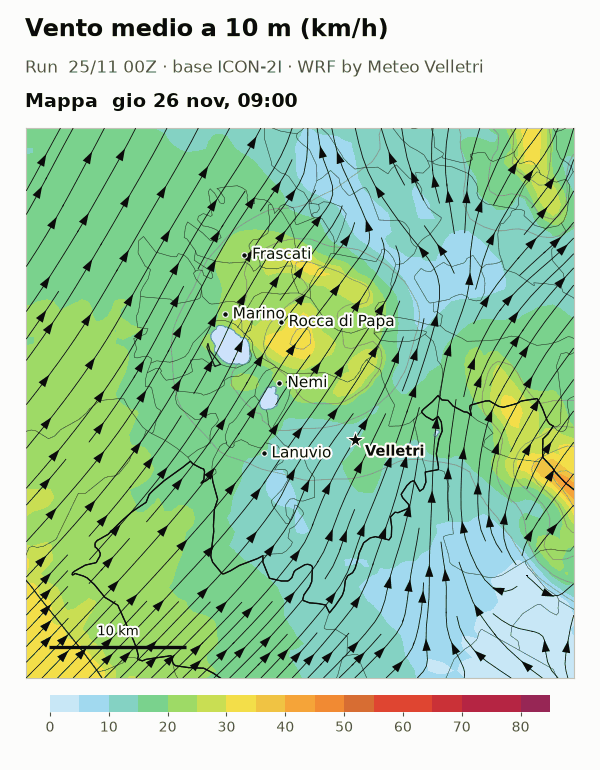 Vento medio a 10 m (km/h)
Run  25/11 00Z · base ICON-2I · WRF by Meteo Velletri
Mappa  gio 26 nov, 09:00
Frascati
Marino
Rocca di Papa
Nemi
Velletri
Lanuvio
10 km
0 10 20 30 40 50 60 70 80